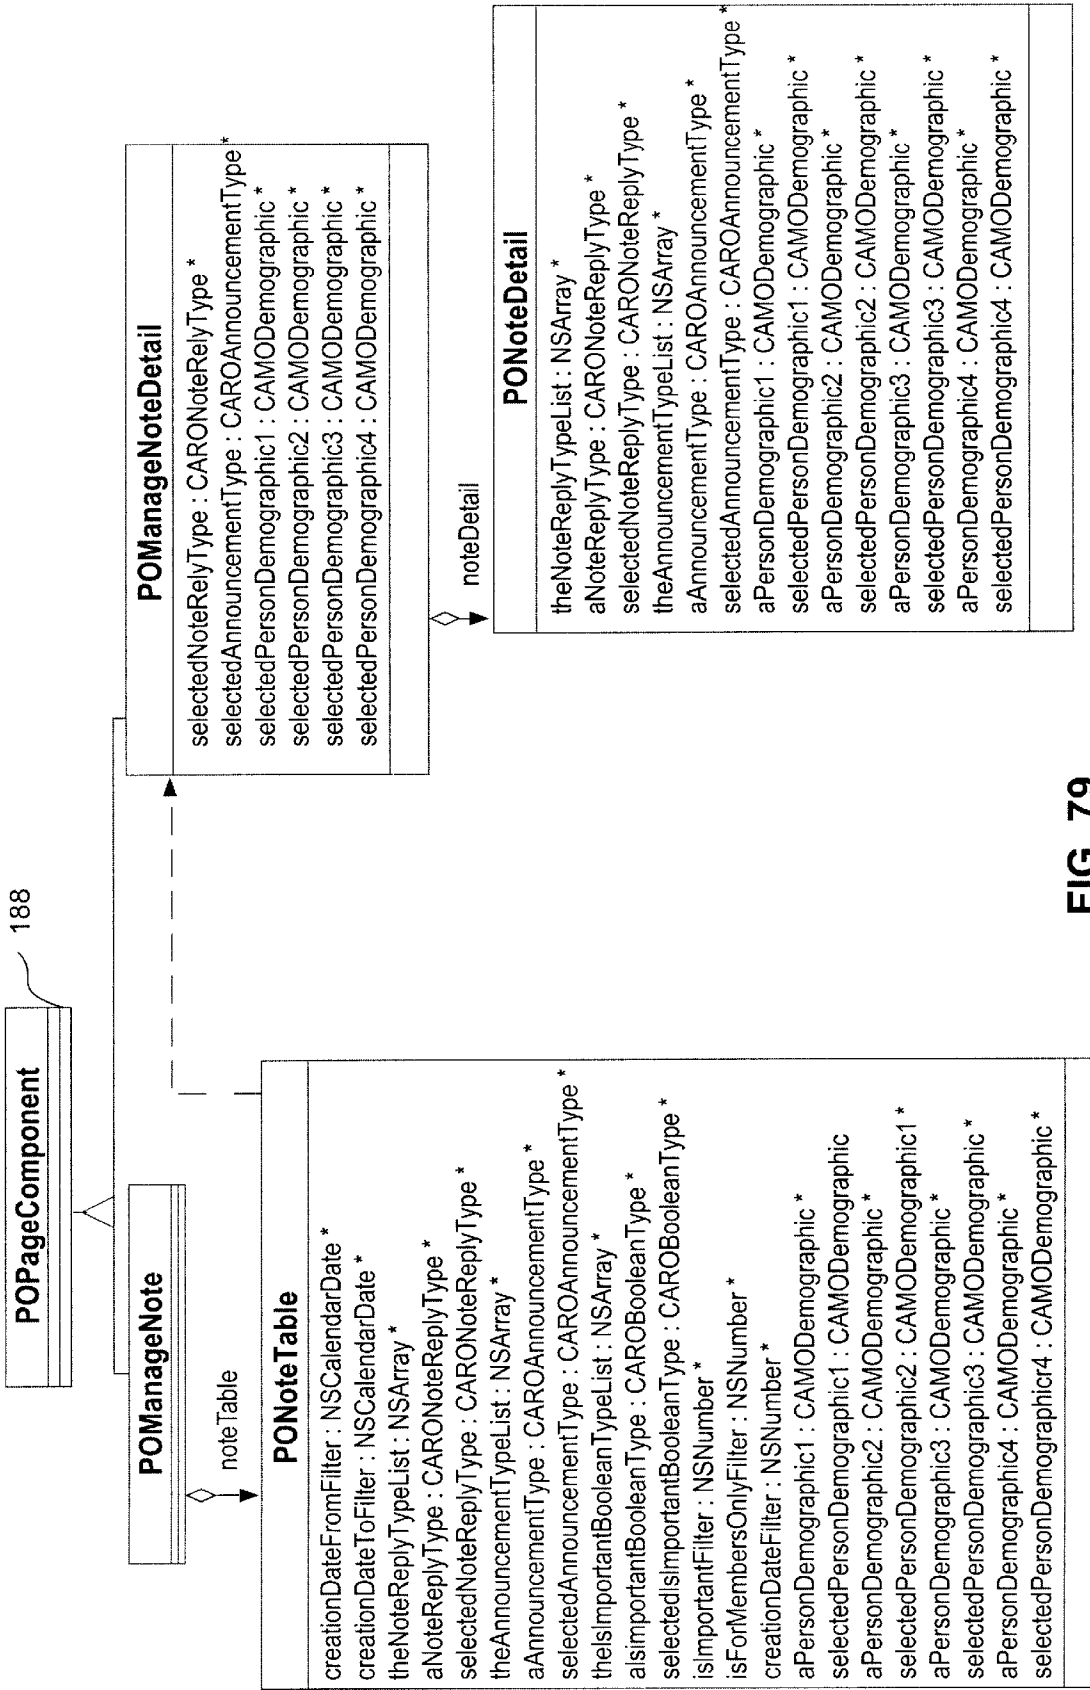 POPageComponent
188
POManageNote
noteTable
PONoteTable
creationDateFromFilter : NSCalendarDate *
creationDateToFilter : NSCalendarDate *
theNoteReplyTypeList : NSArray *
aNoteReplyType : CARONoteReplyType *
selectedNoteReplyType : CARONoteReplyType *
theAnnouncementTypeList : NSArray *
aAnnouncementType : CAROAnnouncementType *
selectedAnnouncementType : CAROAnnouncementType *
theIsImportantBooleanTypeList : NSArray *
aIsImportantBooleanType : CAROBooleanType *
selectedIsImportantBooleanType : CAROBooleanType *
isImportantFilter : NSNumber *
isForMembersOnlyFilter : NSNumber *
creationDateFilter : NSNumber *
aPersonDemographic1 : CAMODemographic *
selectedPersonDemographic1 : CAMODemographic
aPersonDemographic2 : CAMODemographic *
selectedPersonDemographic2 : CAMODemographic1 *
aPersonDemographic3 : CAMODemographic *
selectedPersonDemographic3 : CAMODemographic *
aPersonDemographic4 : CAMODemographic *
selectedPersonDemographicr4 : CAMODemographic *
POManageNoteDetail
selectedNoteRelyType : CARONoteRelyType *
selectedAnnouncementType : CAROAnnouncementType *
selectedPersonDemographic1 : CAMODemographic *
selectedPersonDemographic2 : CAMODemographic *
selectedPersonDemographic3 : CAMODemographic *
selectedPersonDemographic4 : CAMODemographic *
noteDetail
PONoteDetail
theNoteReplyTypeList : NSArray *
aNoteReplyType : CARONoteReplyType *
selectedNoteReplyType : CARONoteReplyType *
theAnnouncementTypeList : NSArray *
aAnnouncementType : CAROAnnouncementType *
selectedAnnouncementType : CAROAnnouncementType *
aPersonDemographic1 : CAMODemographic *
selectedPersonDemographic1 : CAMODemographic *
aPersonDemographic2 : CAMODemographic *
selectedPersonDemographic2 : CAMODemographic *
aPersonDemographic3 : CAMODemographic *
selectedPersonDemographic3 : CAMODemographic *
aPersonDemographic4 : CAMODemographic *
selectedPersonDemographic4 : CAMODemographic *
FIG. 79